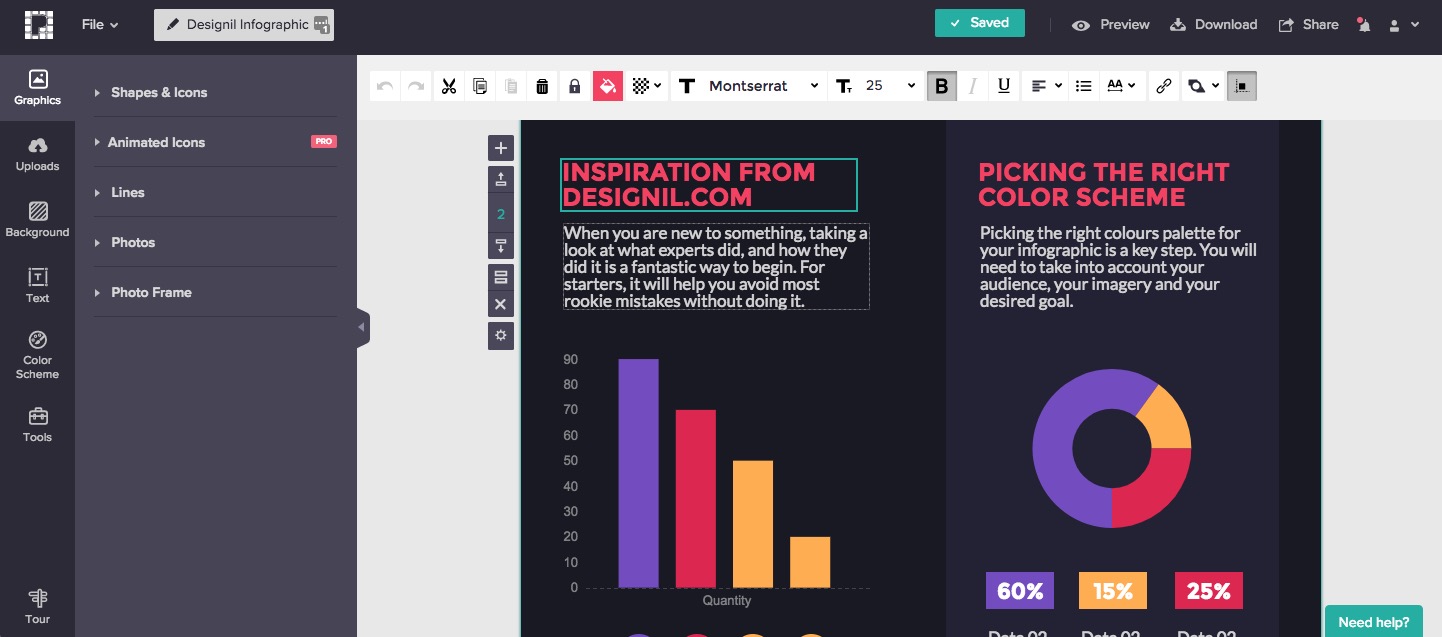 File
Designil Infographic
Saved
Preview
Download
Share
Graphics
Uploads
Background
Text
Color
Scheme
Tools
Tour
Shapes & Icons
Animated Icons
PRO
Lines
Photos
Photo Frame
Montserrat
25
B
I
U
AA
2
INSPIRATION FROM
DESIGNIL.COM
When you are new to something, taking a
look at what experts did, and how they
did it is a fantastic way to begin. For
starters, it will help you avoid most
rookie mistakes without doing it.
90
80
70
60
50
40
30
20
10
0
Quantity
PICKING THE RIGHT
COLOR SCHEME
Picking the right colours palette for
your infographic is a key step. You will
need to take into account your
audience, your imagery and your
desired goal.
60%
15%
25%
Need help?